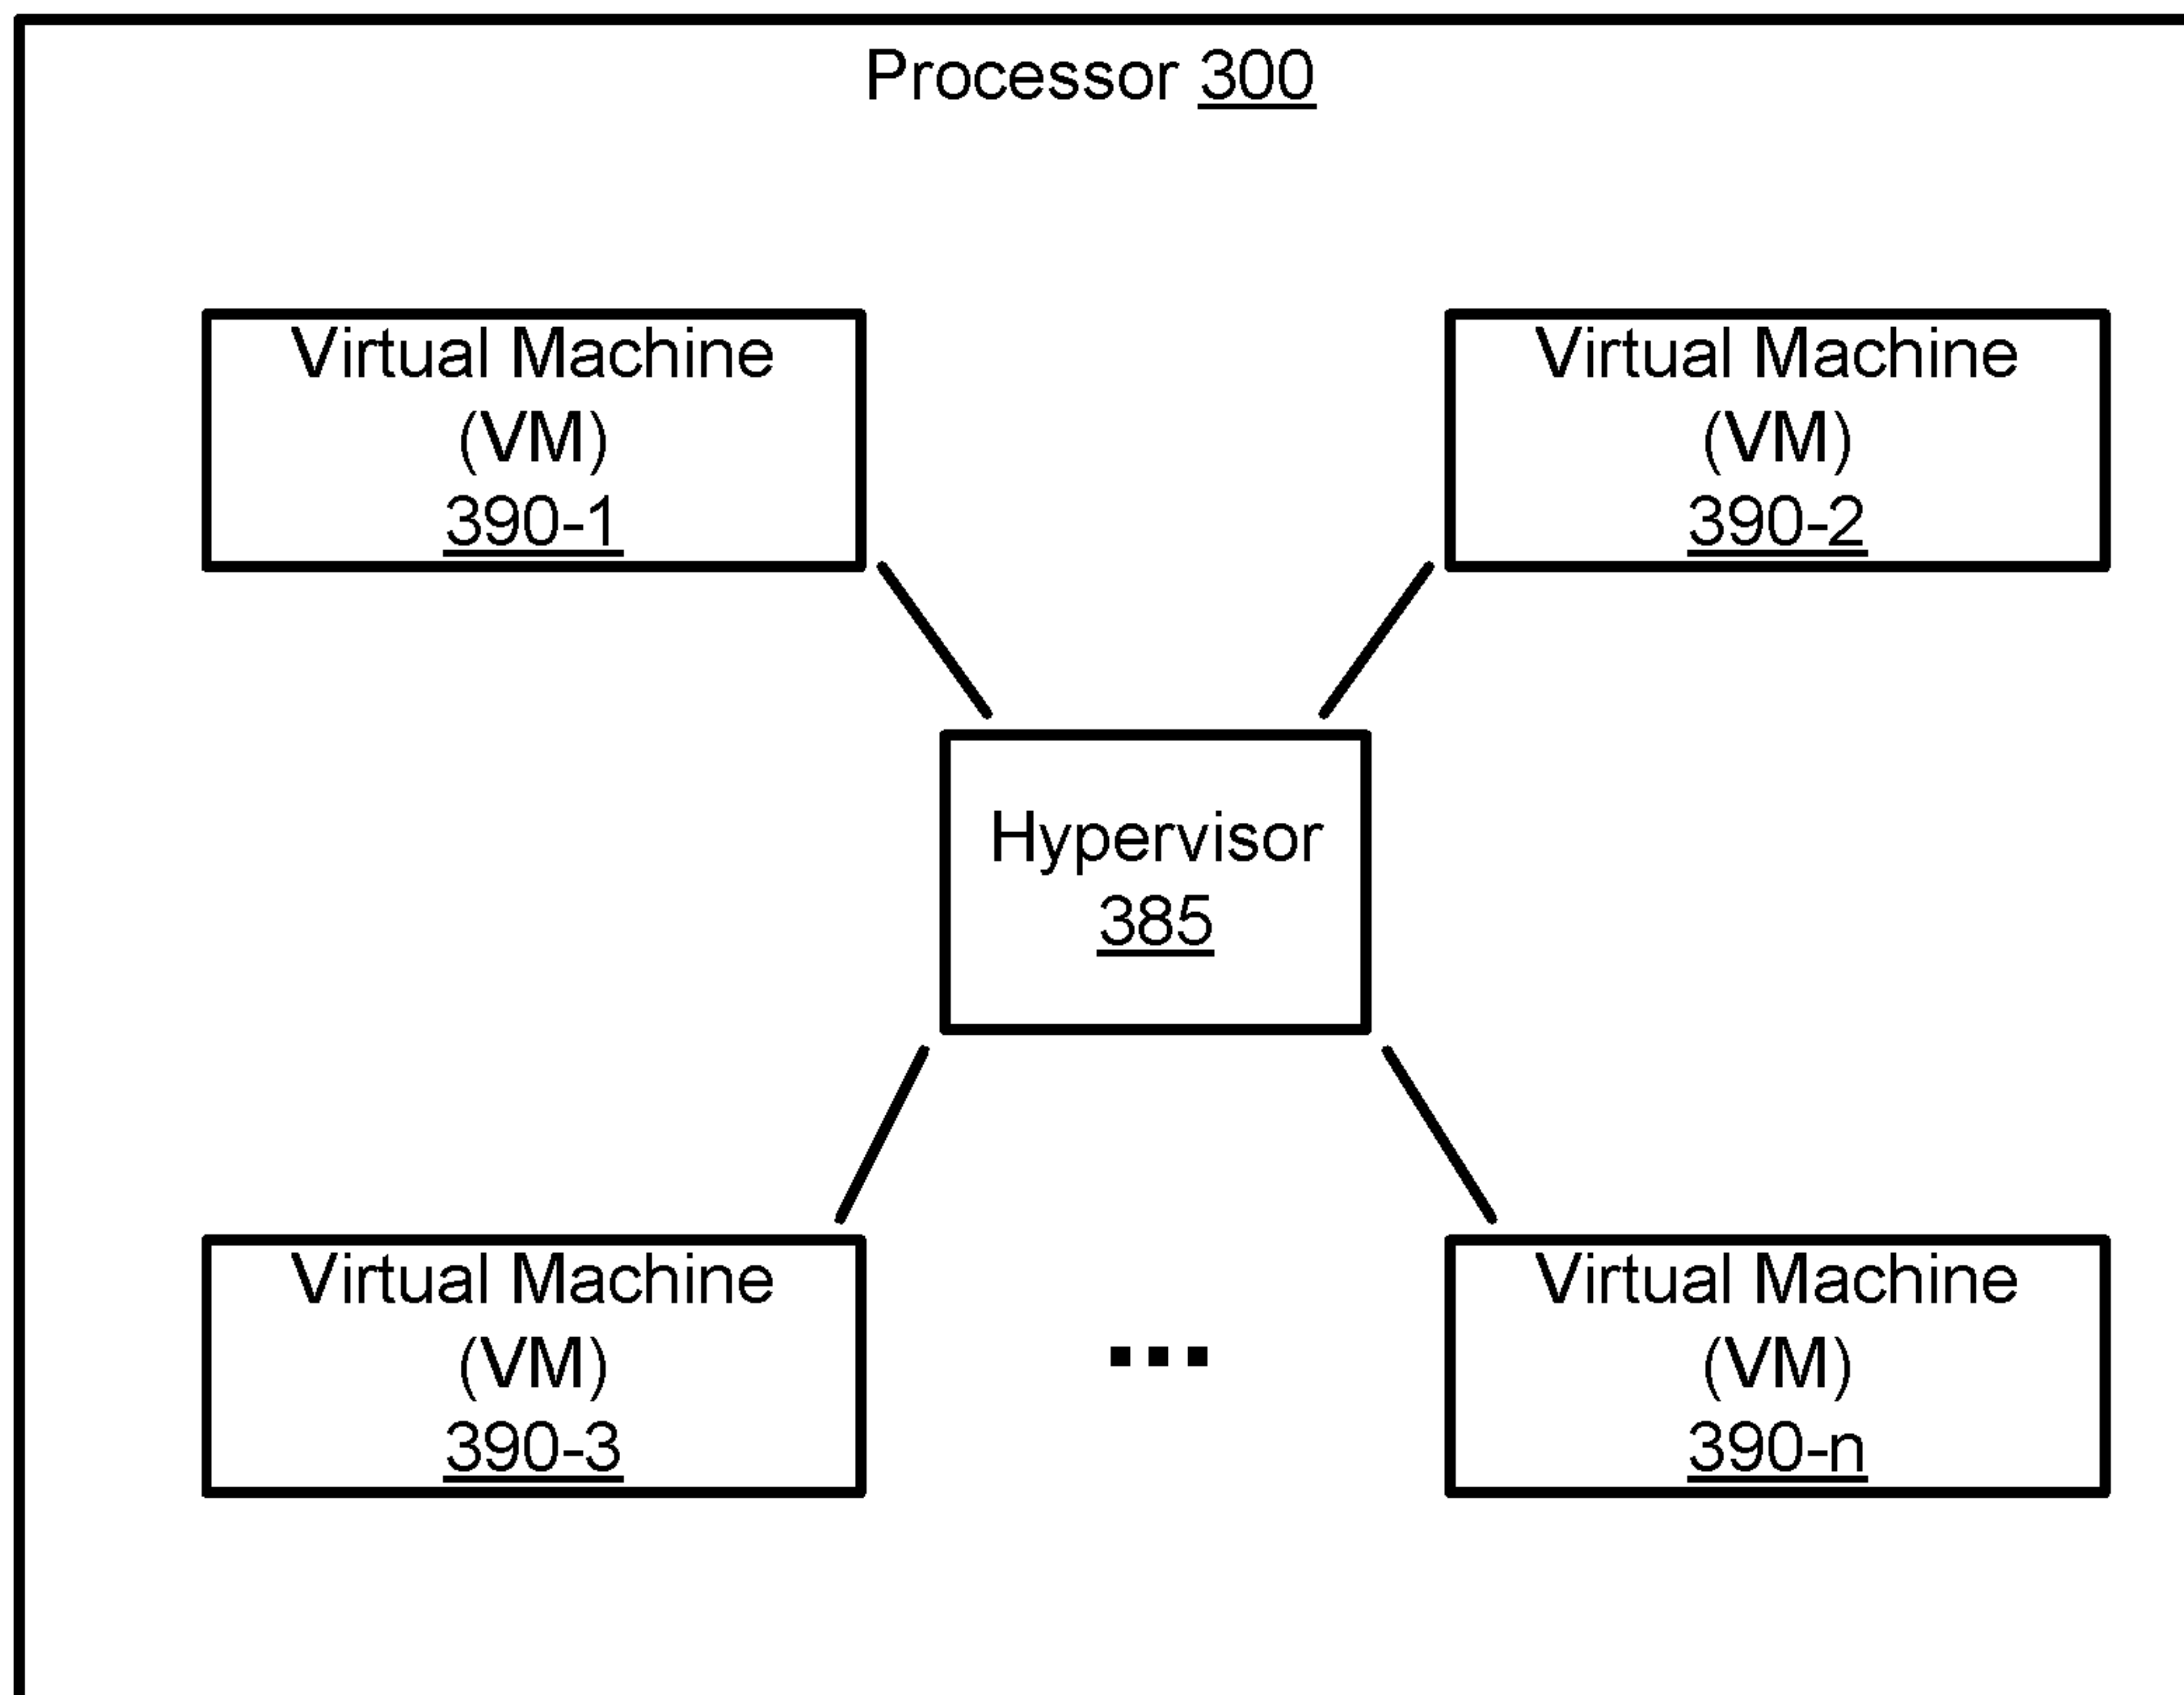 Processor 300
Virtual Machine
(VM)
390-1
Virtual Machine
(VM)
390-2
Hypervisor
385
Virtual Machine
(VM)
390-3
Virtual Machine
(VM)
390-n